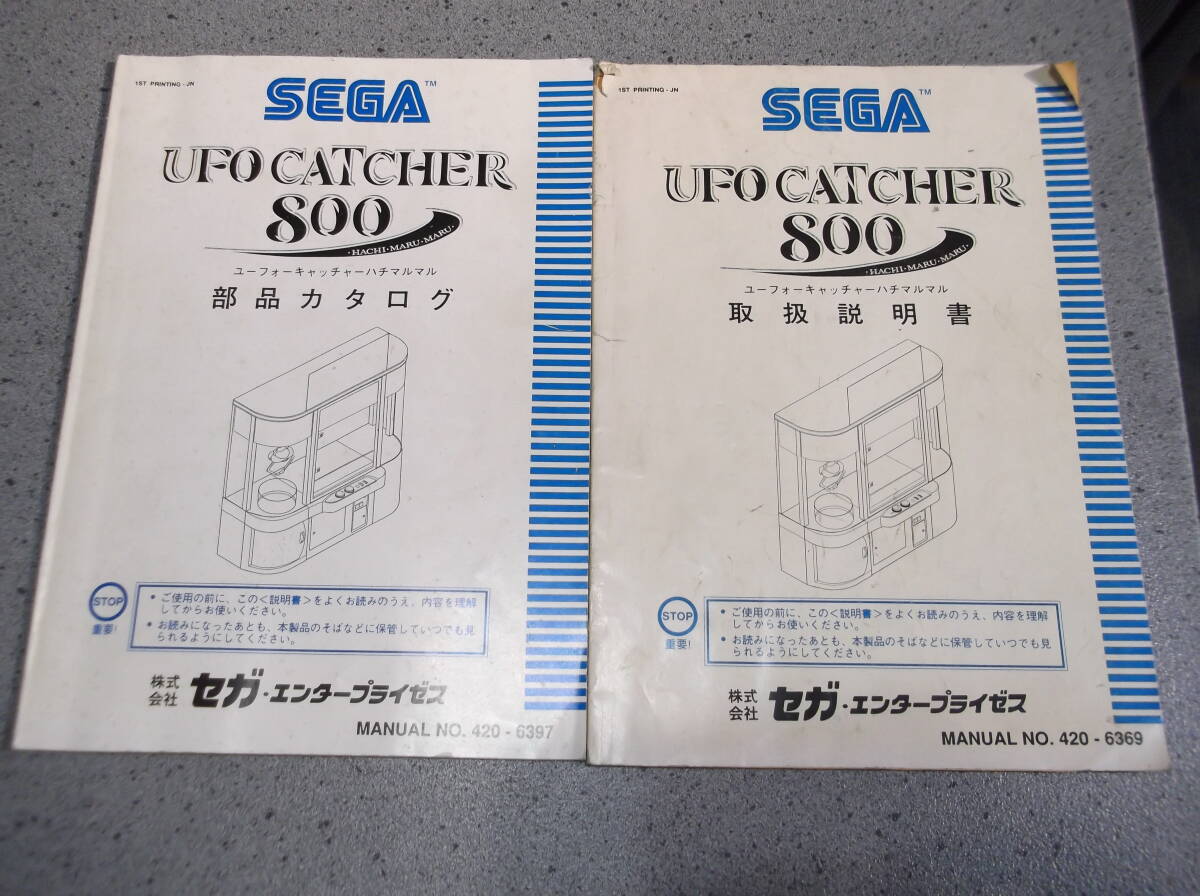 1ST PRINTING - JN
SEGA™
UFO CATCHER
800
・HACHI・MARU・MARU・
ユーフォーキャッチャーハチマルマル
部品カタログ
STOP
重要!
• ご使用の前に、この＜説明書＞をよくお読みのうえ、内容を理解
してからお使いください。
• お読みになったあとも、本製品のそばなどに保管していつでも見
られるようにしてください。
株式
会社
セガ・エンタープライゼス
MANUAL NO. 420 - 6397
1ST PRINTING - JN
SEGA™
UFO CATCHER
800
・HACHI・MARU・MARU・
ユーフォーキャッチャーハチマルマル
取扱説明書
STOP
重要!
• ご使用の前に、この＜説明書＞をよくお読みのうえ、内容を理解
してからお使いください。
• お読みになったあとも、本製品のそばなどに保管していつでも見
られるようにしてください。
株式
会社
セガ・エンタープライゼス
MANUAL NO. 420 - 6369